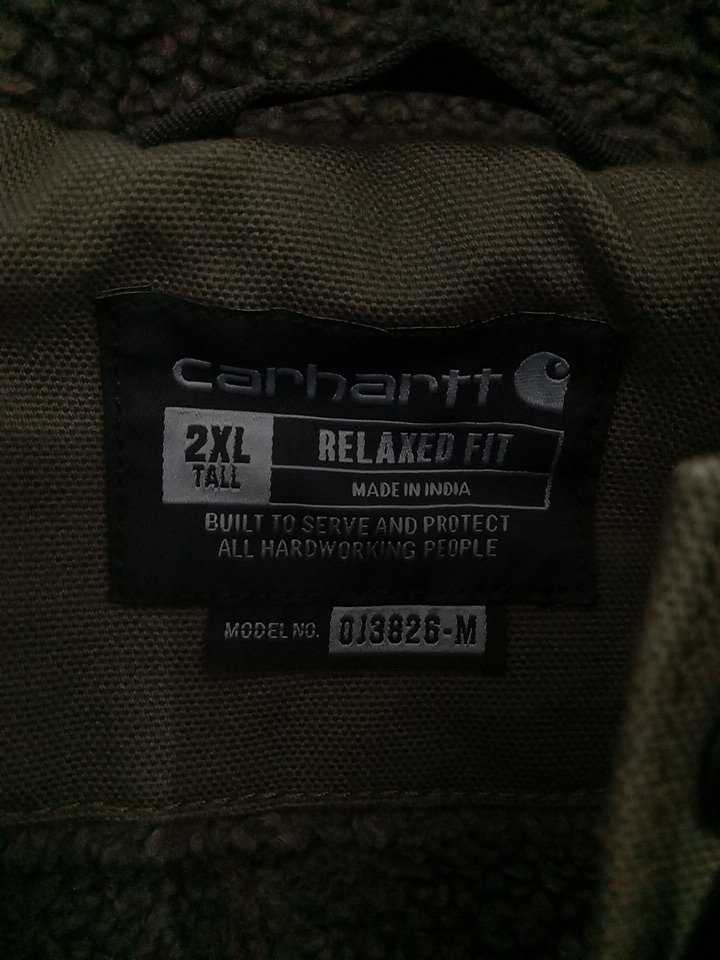 carhartt
2XL
TALL
RELAXED FIT
MADE IN INDIA
BUILT TO SERVE AND PROTECT
ALL HARDWORKING PEOPLE
MODEL NO. OJ3826-M